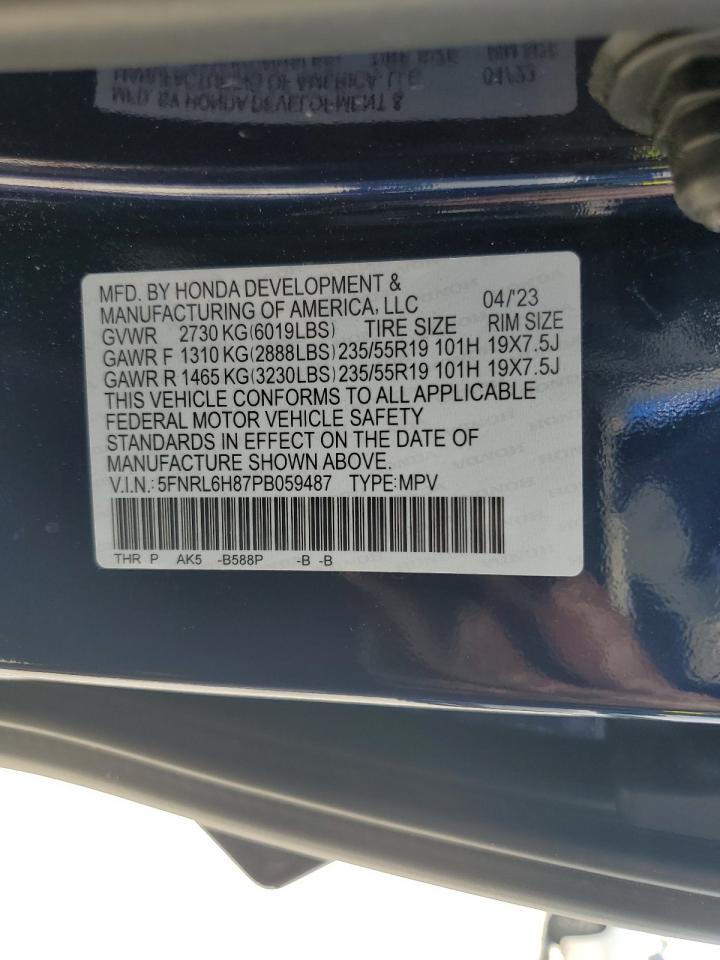 MFD. BY HONDA DEVELOPMENT &
MANUFACTURING OF AMERICA, LLC 04/'23
GVWR 2730 KG(6019LBS) TIRE SIZE RIM SIZE
GAWR F 1310 KG(2888LBS) 235/55R19 101H 19X7.5J
GAWR R 1465 KG(3230LBS) 235/55R19 101H 19X7.5J
THIS VEHICLE CONFORMS TO ALL APPLICABLE
FEDERAL MOTOR VEHICLE SAFETY
STANDARDS IN EFFECT ON THE DATE OF
MANUFACTURE SHOWN ABOVE.
V.I.N.: 5FNRL6H87PB059487 TYPE:MPV
THR P AK5 -B588P -B -B